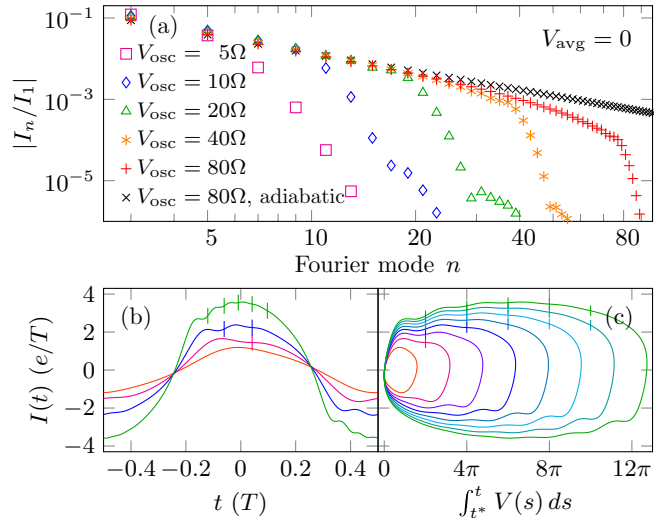 (a)
V_avg = 0
10^−1
10^−3
10^−5
|I_n/I_1|
V_osc = 5Ω
V_osc = 10Ω
V_osc = 20Ω
V_osc = 40Ω
V_osc = 80Ω
V_osc = 80Ω, adiabatic
5 10 20 40 80
Fourier mode n
(b)
(c)
4
2
0
−2
−4
I(t) (e/T)
−0.4 −0.2 0 0.2 0.4
t (T)
0 4π 8π 12π
∫_{t*}^{t} V(s) ds